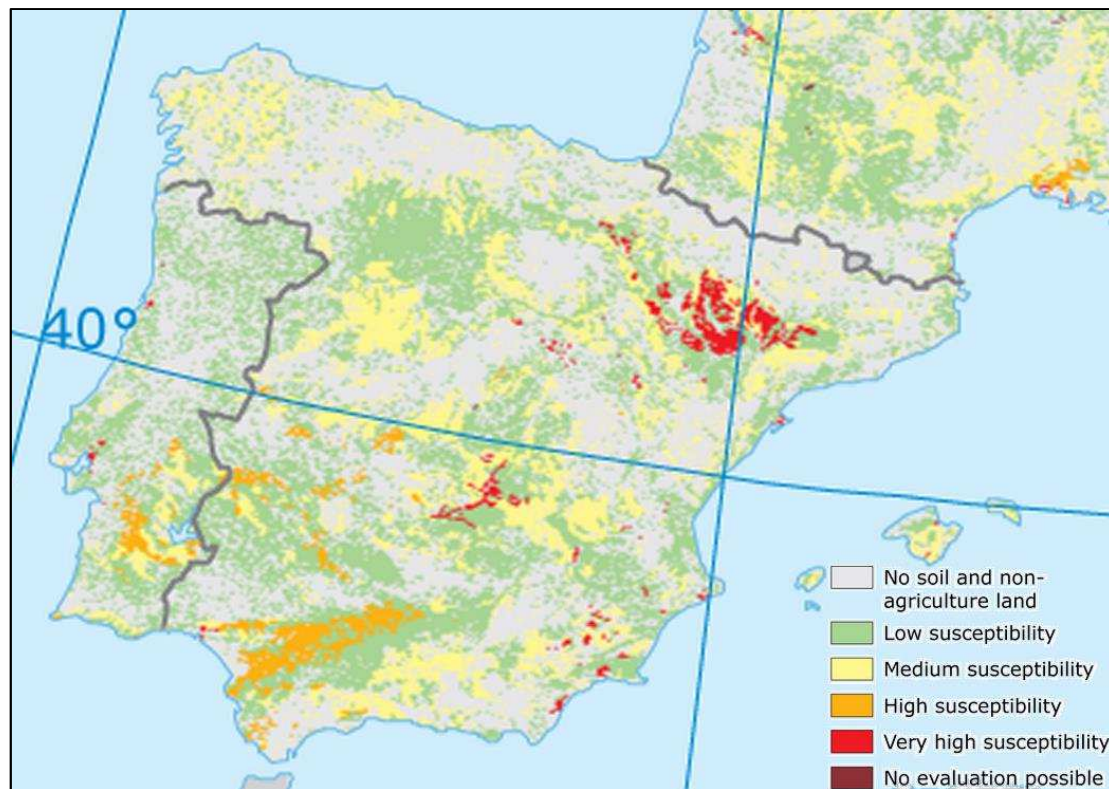 40°
No soil and non-
agriculture land
Low susceptibility
Medium susceptibility
High susceptibility
Very high susceptibility
No evaluation possible